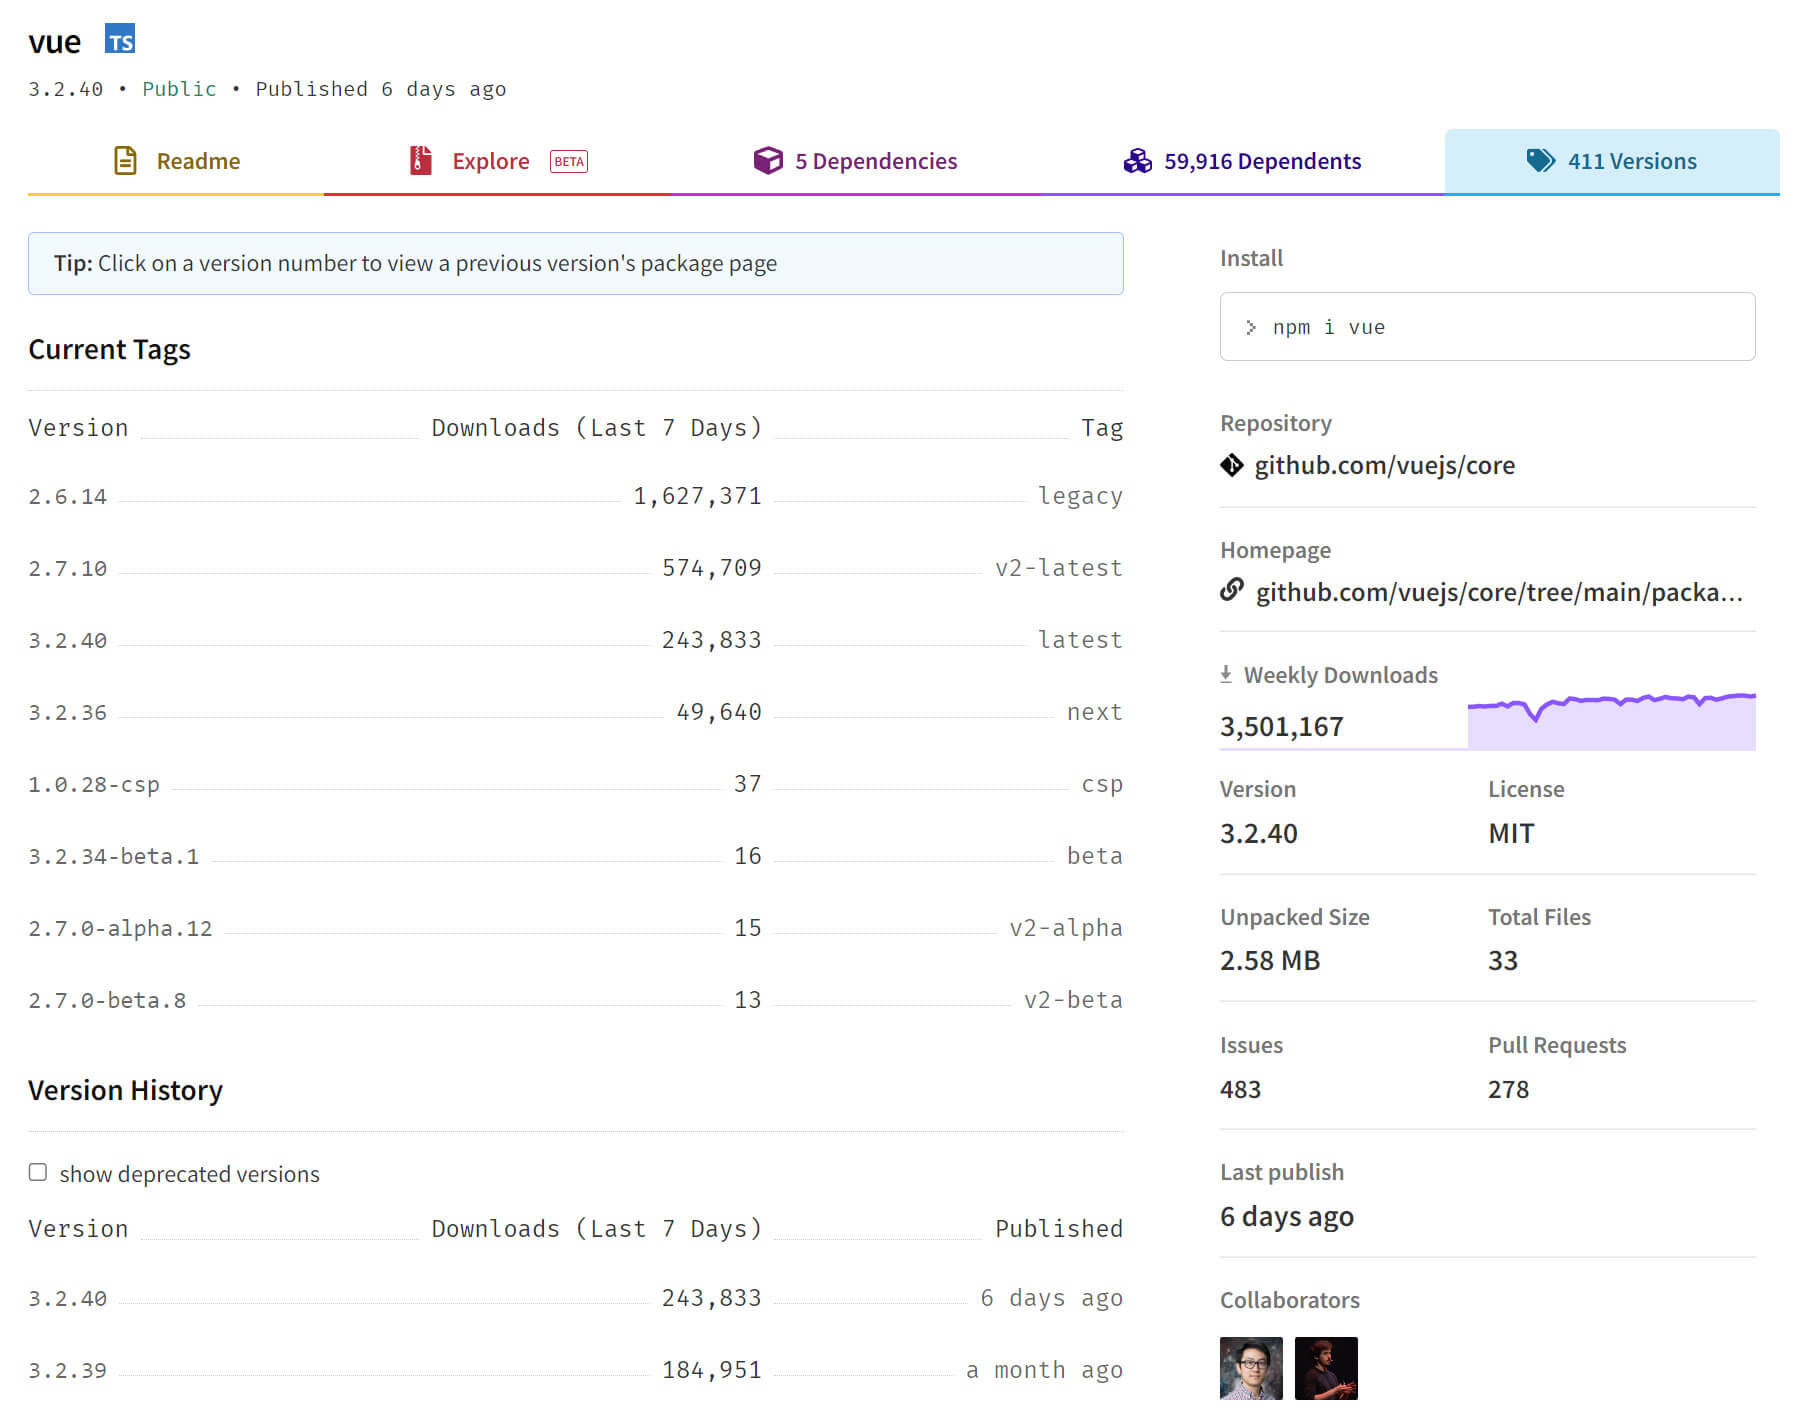 vue TS
3.2.40 • Public • Published 6 days ago
Readme
Explore BETA
5 Dependencies
59,916 Dependents
411 Versions
Tip: Click on a version number to view a previous version's package page
Current Tags
Version Downloads (Last 7 Days) Tag
2.6.14 1,627,371 legacy
2.7.10 574,709 v2-latest
3.2.40 243,833 latest
3.2.36 49,640 next
1.0.28-csp 37 csp
3.2.34-beta.1 16 beta
2.7.0-alpha.12 15 v2-alpha
2.7.0-beta.8 13 v2-beta
Version History
show deprecated versions
Version Downloads (Last 7 Days) Published
3.2.40 243,833 6 days ago
3.2.39 184,951 a month ago
Install
> npm i vue
Repository
github.com/vuejs/core
Homepage
github.com/vuejs/core/tree/main/packa...
Weekly Downloads
3,501,167
Version License
3.2.40 MIT
Unpacked Size Total Files
2.58 MB 33
Issues Pull Requests
483 278
Last publish
6 days ago
Collaborators